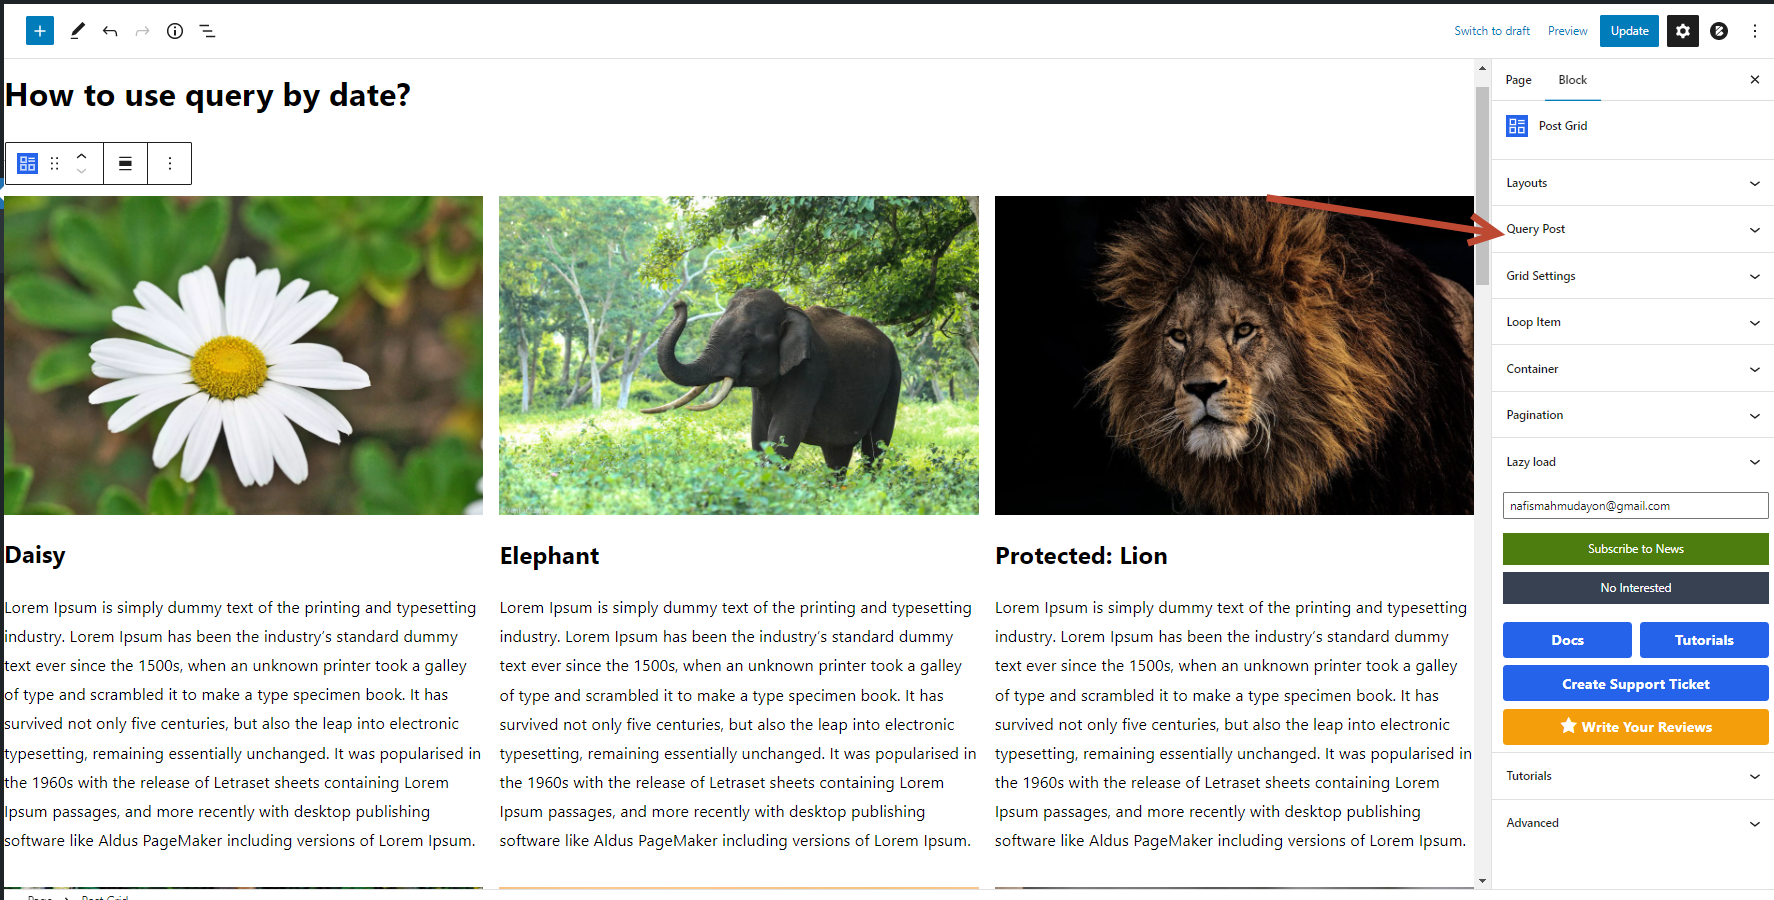 Switch to draft
Preview
Update
How to use query by date?
Page
Block
Post Grid
Layouts
Query Post
Grid Settings
Loop Item
Container
Pagination
Lazy load
nafismahmudayon@gmail.com
Subscribe to News
No Interested
Docs
Tutorials
Create Support Ticket
Write Your Reviews
Tutorials
Advanced
Daisy
Lorem Ipsum is simply dummy text of the printing and typesetting
industry. Lorem Ipsum has been the industry’s standard dummy
text ever since the 1500s, when an unknown printer took a galley
of type and scrambled it to make a type specimen book. It has
survived not only five centuries, but also the leap into electronic
typesetting, remaining essentially unchanged. It was popularised in
the 1960s with the release of Letraset sheets containing Lorem
Ipsum passages, and more recently with desktop publishing
software like Aldus PageMaker including versions of Lorem Ipsum.
Elephant
Lorem Ipsum is simply dummy text of the printing and typesetting
industry. Lorem Ipsum has been the industry’s standard dummy
text ever since the 1500s, when an unknown printer took a galley
of type and scrambled it to make a type specimen book. It has
survived not only five centuries, but also the leap into electronic
typesetting, remaining essentially unchanged. It was popularised in
the 1960s with the release of Letraset sheets containing Lorem
Ipsum passages, and more recently with desktop publishing
software like Aldus PageMaker including versions of Lorem Ipsum.
Protected: Lion
Lorem Ipsum is simply dummy text of the printing and typesetting
industry. Lorem Ipsum has been the industry’s standard dummy
text ever since the 1500s, when an unknown printer took a galley
of type and scrambled it to make a type specimen book. It has
survived not only five centuries, but also the leap into electronic
typesetting, remaining essentially unchanged. It was popularised in
the 1960s with the release of Letraset sheets containing Lorem
Ipsum passages, and more recently with desktop publishing
software like Aldus PageMaker including versions of Lorem Ipsum.
Page
Post Grid